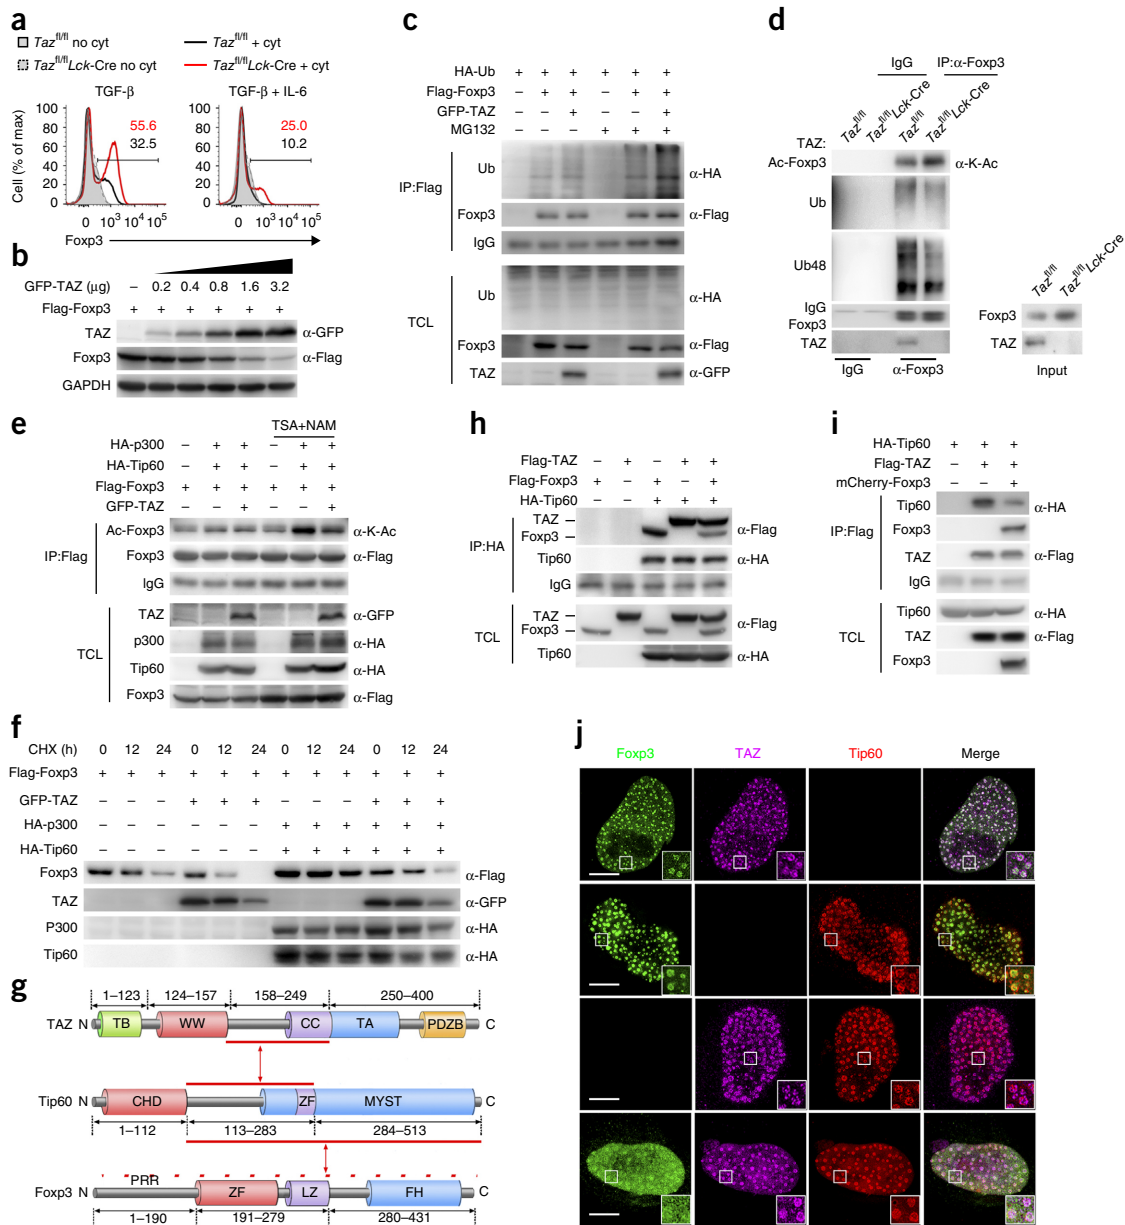 a
Taz fl/fl no cyt
Taz fl/fl + cyt
Taz fl/fl Lck-Cre no cyt
Taz fl/fl Lck-Cre + cyt
TGF-β
TGF-β + IL-6
Cell (% of max)
100
80
60
40
20
0
55.6
32.5
0 10³ 10⁴ 10⁵
100
80
60
40
20
0
25.0
10.2
0 10³ 10⁴ 10⁵
Foxp3
b
GFP-TAZ (μg) – 0.2 0.4 0.8 1.6 3.2
Flag-Foxp3 + + + + + +
TAZ α-GFP
Foxp3 α-Flag
GAPDH
c
HA-Ub + + + + + +
Flag-Foxp3 – + + – + +
GFP-TAZ – – + – – +
MG132 – – – + + +
IP:Flag
Ub α-HA
Foxp3 α-Flag
IgG
TCL
Ub α-HA
Foxp3 α-Flag
TAZ α-GFP
d
IgG IP:α-Foxp3
TAZ: Taz fl/fl Taz fl/fl Lck-Cre Taz fl/fl Taz fl/fl Lck-Cre
Ac-Foxp3 α-K-Ac
Ub
Ub48
IgG
Foxp3
TAZ
IgG α-Foxp3
Taz fl/fl Taz fl/fl Lck-Cre
Foxp3
TAZ
Input
e
TSA+NAM
HA-p300 – + + – + +
HA-Tip60 – + + – + +
Flag-Foxp3 + + + + + +
GFP-TAZ – – + – – +
IP:Flag
Ac-Foxp3 α-K-Ac
Foxp3 α-Flag
IgG
TCL
TAZ α-GFP
p300 α-HA
Tip60 α-HA
Foxp3 α-Flag
f
CHX (h) 0 12 24 0 12 24 0 12 24 0 12 24
Flag-Foxp3 + + + + + + + + + + + +
GFP-TAZ – – – + + + – – – + + +
HA-p300 – – – – – – + + + + + +
HA-Tip60 – – – – – – + + + + + +
Foxp3 α-Flag
TAZ α-GFP
P300 α-HA
Tip60 α-HA
g
1–123 124–157 158–249 250–400
TAZ N TB WW CC TA PDZB C
Tip60 N CHD ZF MYST C
1–112 113–283 284–513
PRR
Foxp3 N ZF LZ FH C
1–190 191–279 280–431
h
Flag-TAZ – + – + +
Flag-Foxp3 + – + – +
HA-Tip60 – – + + +
IP:HA
TAZ
Foxp3 α-Flag
Tip60 α-HA
IgG
TCL
TAZ
Foxp3 α-Flag
Tip60 α-HA
i
HA-Tip60 + + +
Flag-TAZ – + +
mCherry-Foxp3 – – +
IP:Flag
Tip60 α-HA
Foxp3
TAZ α-Flag
IgG
TCL
Tip60 α-HA
TAZ α-Flag
Foxp3
j
Foxp3 TAZ Tip60 Merge